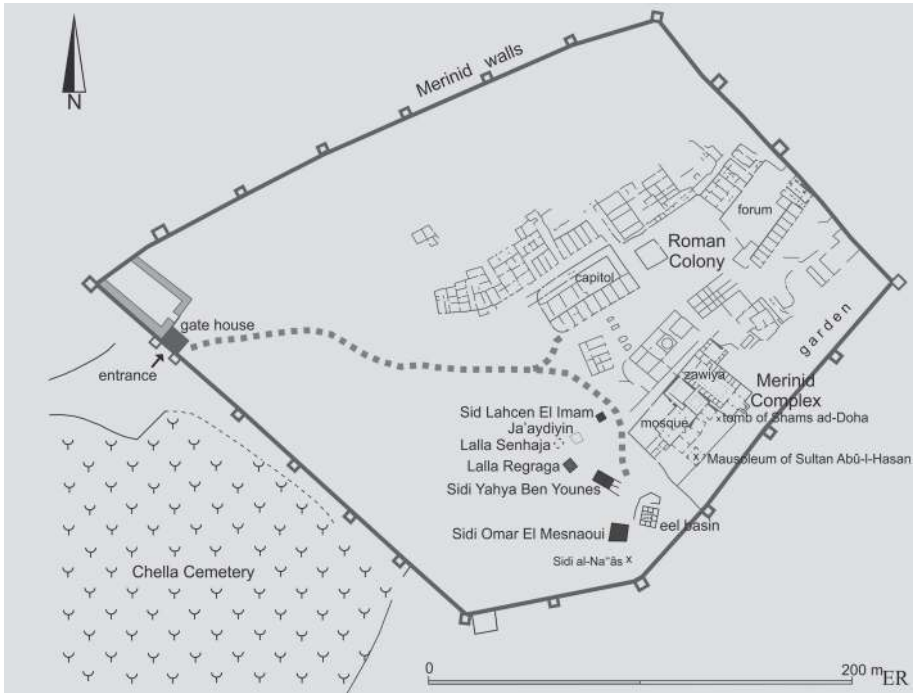 N
Merinid walls
forum
Roman
Colony
capitol
gate house
entrance
garden
zawiya
Merinid
Complex
Sid Lahcen El Imam
tomb of Shams ad-Doha
Ja'aydiyin
mosque
Lalla Senhaja
x Mausoleum of Sultan Abû-l-Hasan
Lalla Regraga
Sidi Yahya Ben Younes
eel basin
Sidi Omar El Mesnaoui
Sidi al-Na''âs x
Chella Cemetery
0 200 m
ER